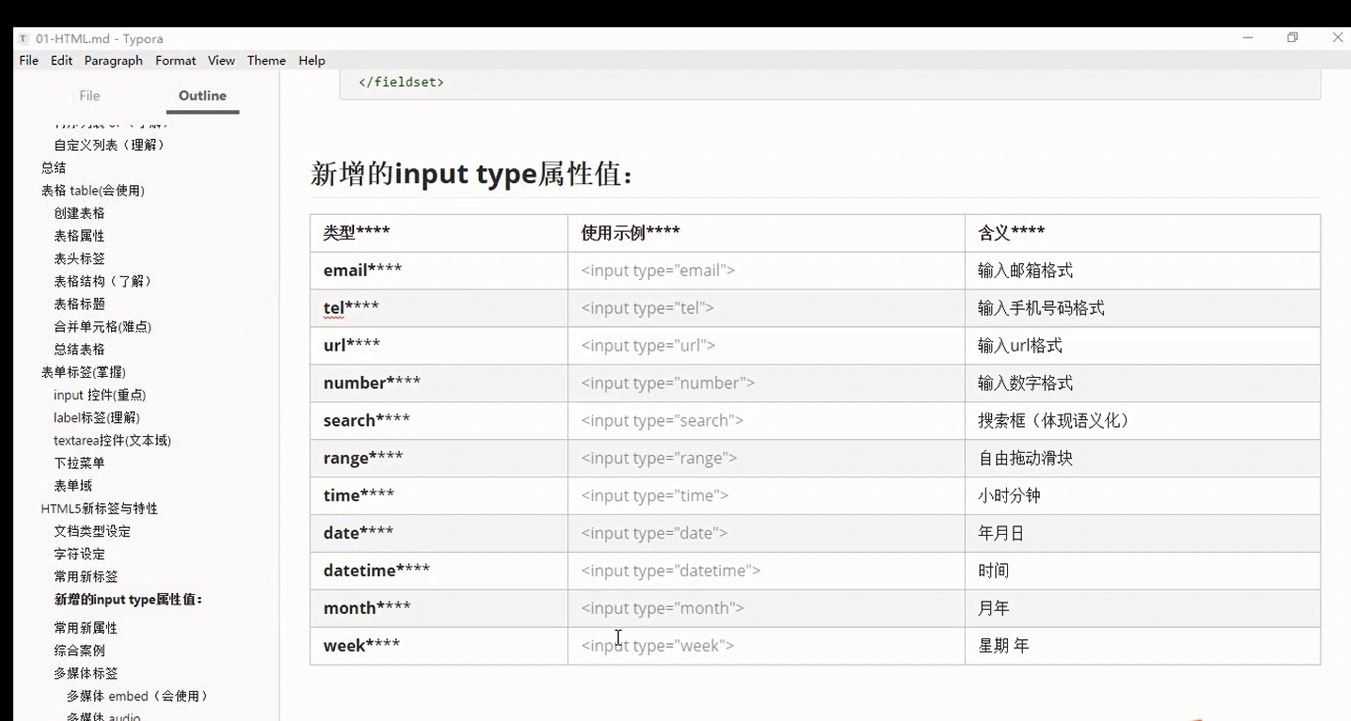 01-HTML.md - Typora
File Edit Paragraph Format View Theme Help
File Outline
自定义列表（理解）
总结
表格 table(会使用)
创建表格
表格属性
表头标签
表格结构（了解）
表格标题
合并单元格(难点)
总结表格
表单标签(掌握)
input 控件(重点)
label标签(理解)
textarea控件(文本域)
下拉菜单
表单域
HTML5新标签与特性
文档类型设定
字符设定
常用新标签
新增的input type属性值：
常用新属性
综合案例
多媒体标签
多媒体 embed（会使用）
多媒体 audio
</fieldset>
新增的input type属性值：
类型**** 使用示例**** 含义****
email**** <input type="email"> 输入邮箱格式
tel**** <input type="tel"> 输入手机号码格式
url**** <input type="url"> 输入url格式
number**** <input type="number"> 输入数字格式
search**** <input type="search"> 搜索框（体现语义化）
range**** <input type="range"> 自由拖动滑块
time**** <input type="time"> 小时分钟
date**** <input type="date"> 年月日
datetime**** <input type="datetime"> 时间
month**** <input type="month"> 月年
week**** <input type="week"> 星期 年